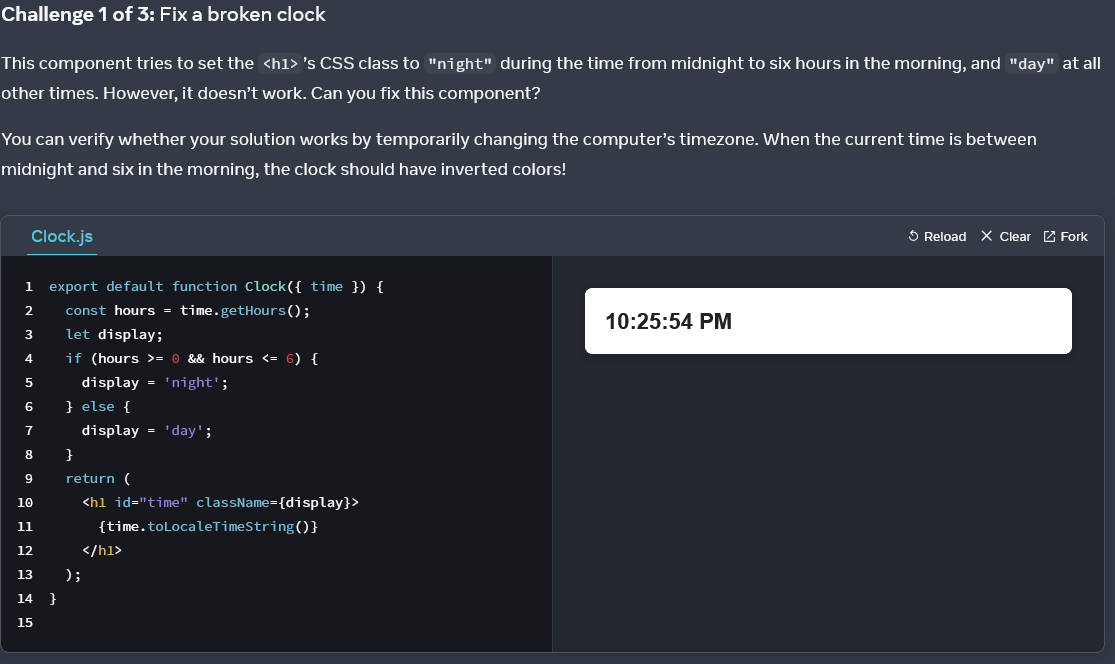 Challenge 1 of 3: Fix a broken clock
This component tries to set the <h1>’s CSS class to "night" during the time from midnight to six hours in the morning, and "day" at all
other times. However, it doesn’t work. Can you fix this component?
You can verify whether your solution works by temporarily changing the computer’s timezone. When the current time is between
midnight and six in the morning, the clock should have inverted colors!
Clock.js
Reload Clear Fork
1 export default function Clock({ time }) {
2   const hours = time.getHours();
3   let display;
4   if (hours >= 0 && hours <= 6) {
5     display = 'night';
6   } else {
7     display = 'day';
8   }
9   return (
10     <h1 id="time" className={display}>
11       {time.toLocaleTimeString()}
12     </h1>
13   );
14 }
15
10:25:54 PM